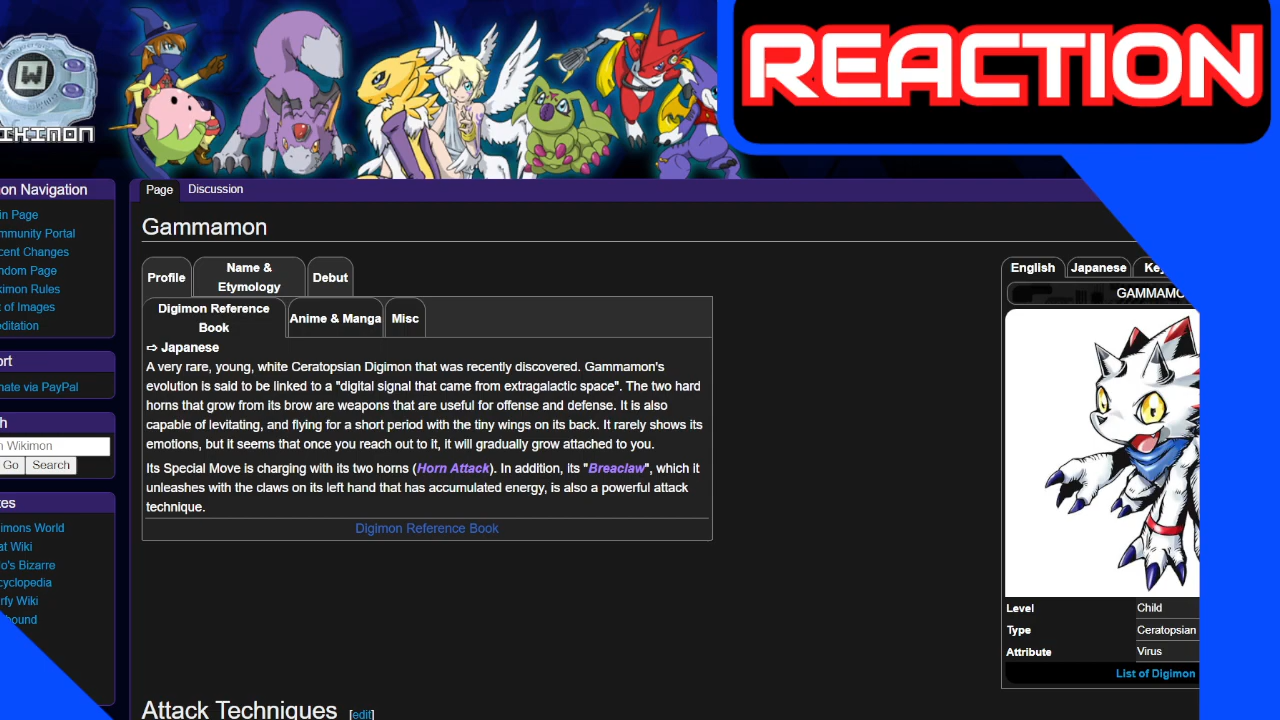 REACTION
W
IKIMON
on Navigation
in Page
mmunity Portal
cent Changes
ndom Page
kimon Rules
t of Images
editation
ort
nate via PayPal
h
n Wikimon
Go Search
tes
imons World
at Wiki
o's Bizarre
cyclopedia
rfy Wiki
bound
Page Discussion
Gammamon
Profile
Name &
Etymology
Debut
Digimon Reference
Book
Anime & Manga
Misc
⇨ Japanese
A very rare, young, white Ceratopsian Digimon that was recently discovered. Gammamon's
evolution is said to be linked to a "digital signal that came from extragalactic space". The two hard
horns that grow from its brow are weapons that are useful for offense and defense. It is also
capable of levitating, and flying for a short period with the tiny wings on its back. It rarely shows its
emotions, but it seems that once you reach out to it, it will gradually grow attached to you.
Its Special Move is charging with its two horns (Horn Attack). In addition, its "Breaclaw", which it
unleashes with the claws on its left hand that has accumulated energy, is also a powerful attack
technique.
Digimon Reference Book
Attack Techniques [edit]
English Japanese Key
GAMMAMO
Level Child
Type Ceratopsian
Attribute Virus
List of Digimon